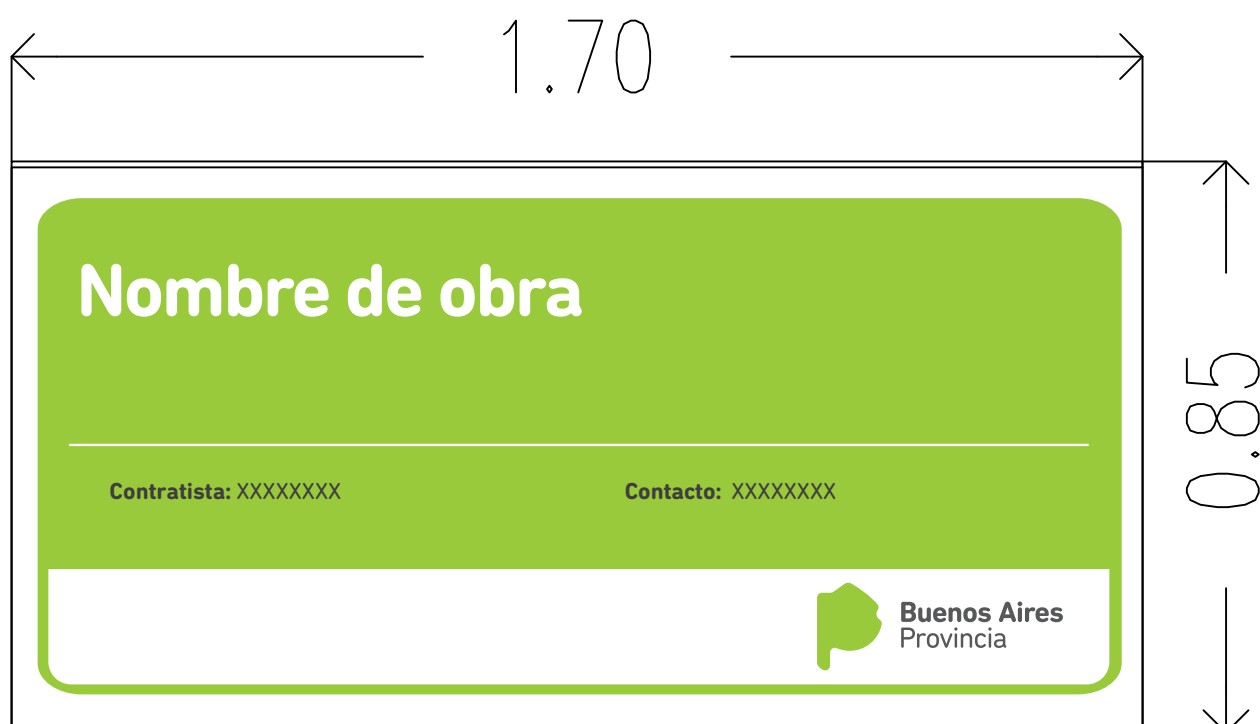 1.70
Nombre de obra
0.85
Contratista: XXXXXXXX
Contacto: XXXXXXXX
Buenos Aires
Provincia